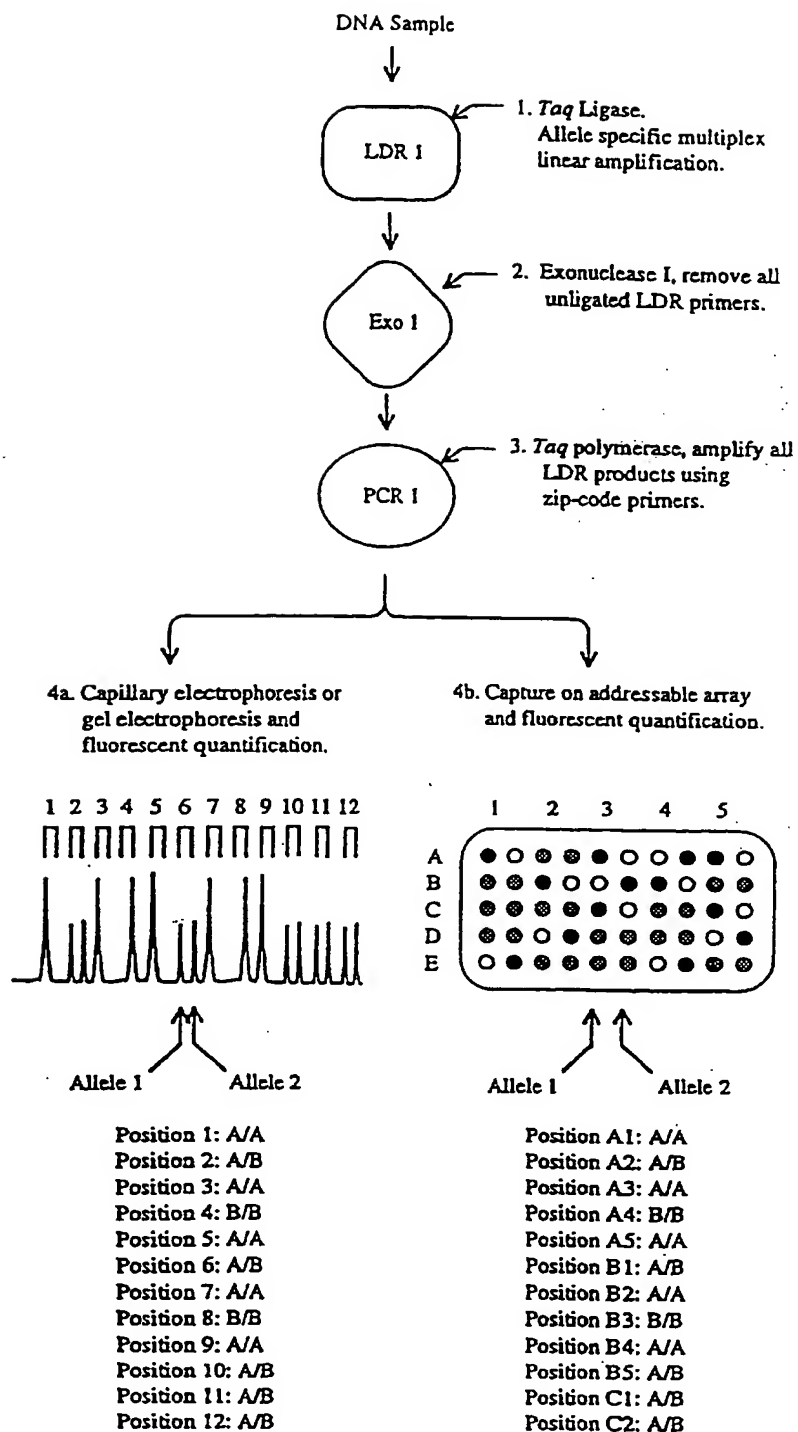 DNA Sample
1. Taq Ligase.
Allele specific multiplex
linear amplification.
LDR 1
2. Exonuclease I, remove all
unligated LDR primers.
Exo 1
3. Taq polymerase, amplify all
LDR products using
zip-code primers.
PCR 1
4a. Capillary electrophoresis or
gel electrophoresis and
fluorescent quantification.
1 2 3 4 5 6 7 8 9 10 11 12
Allele 1 Allele 2
Position 1: A/A
Position 2: A/B
Position 3: A/A
Position 4: B/B
Position 5: A/A
Position 6: A/B
Position 7: A/A
Position 8: B/B
Position 9: A/A
Position 10: A/B
Position 11: A/B
Position 12: A/B
4b. Capture on addressable array
and fluorescent quantification.
1 2 3 4 5
A
B
C
D
E
Allele 1 Allele 2
Position A1: A/A
Position A2: A/B
Position A3: A/A
Position A4: B/B
Position A5: A/A
Position B1: A/B
Position B2: A/A
Position B3: B/B
Position B4: A/A
Position B5: A/B
Position C1: A/B
Position C2: A/B